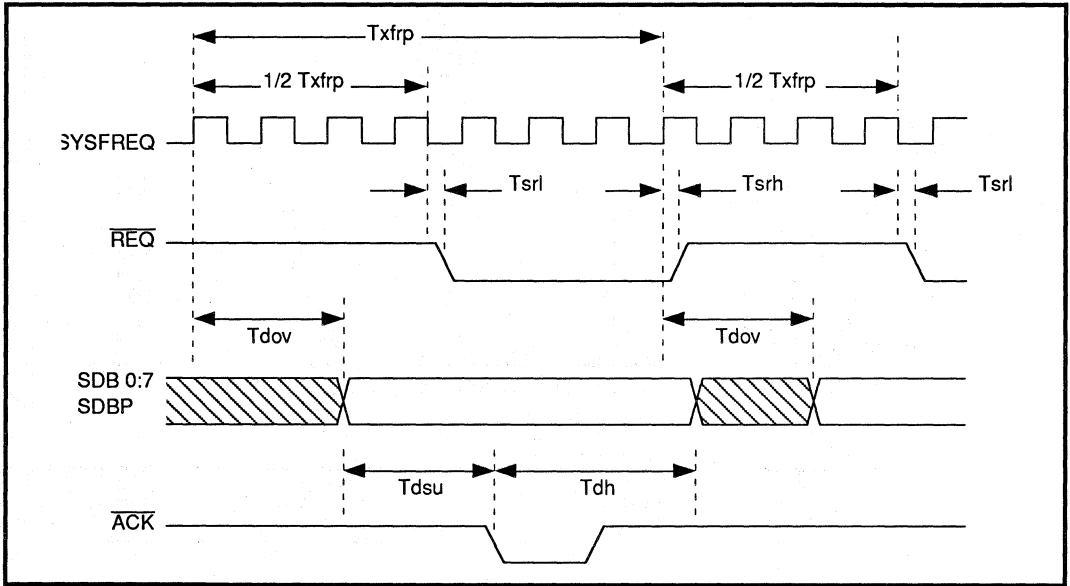 Txfrp
1/2 Txfrp 1/2 Txfrp
SYSFREQ
Tsrl Tsrh Tsrl
REQ
Tdov Tdov
SDB 0:7
SDBP
Tdsu Tdh
ACK